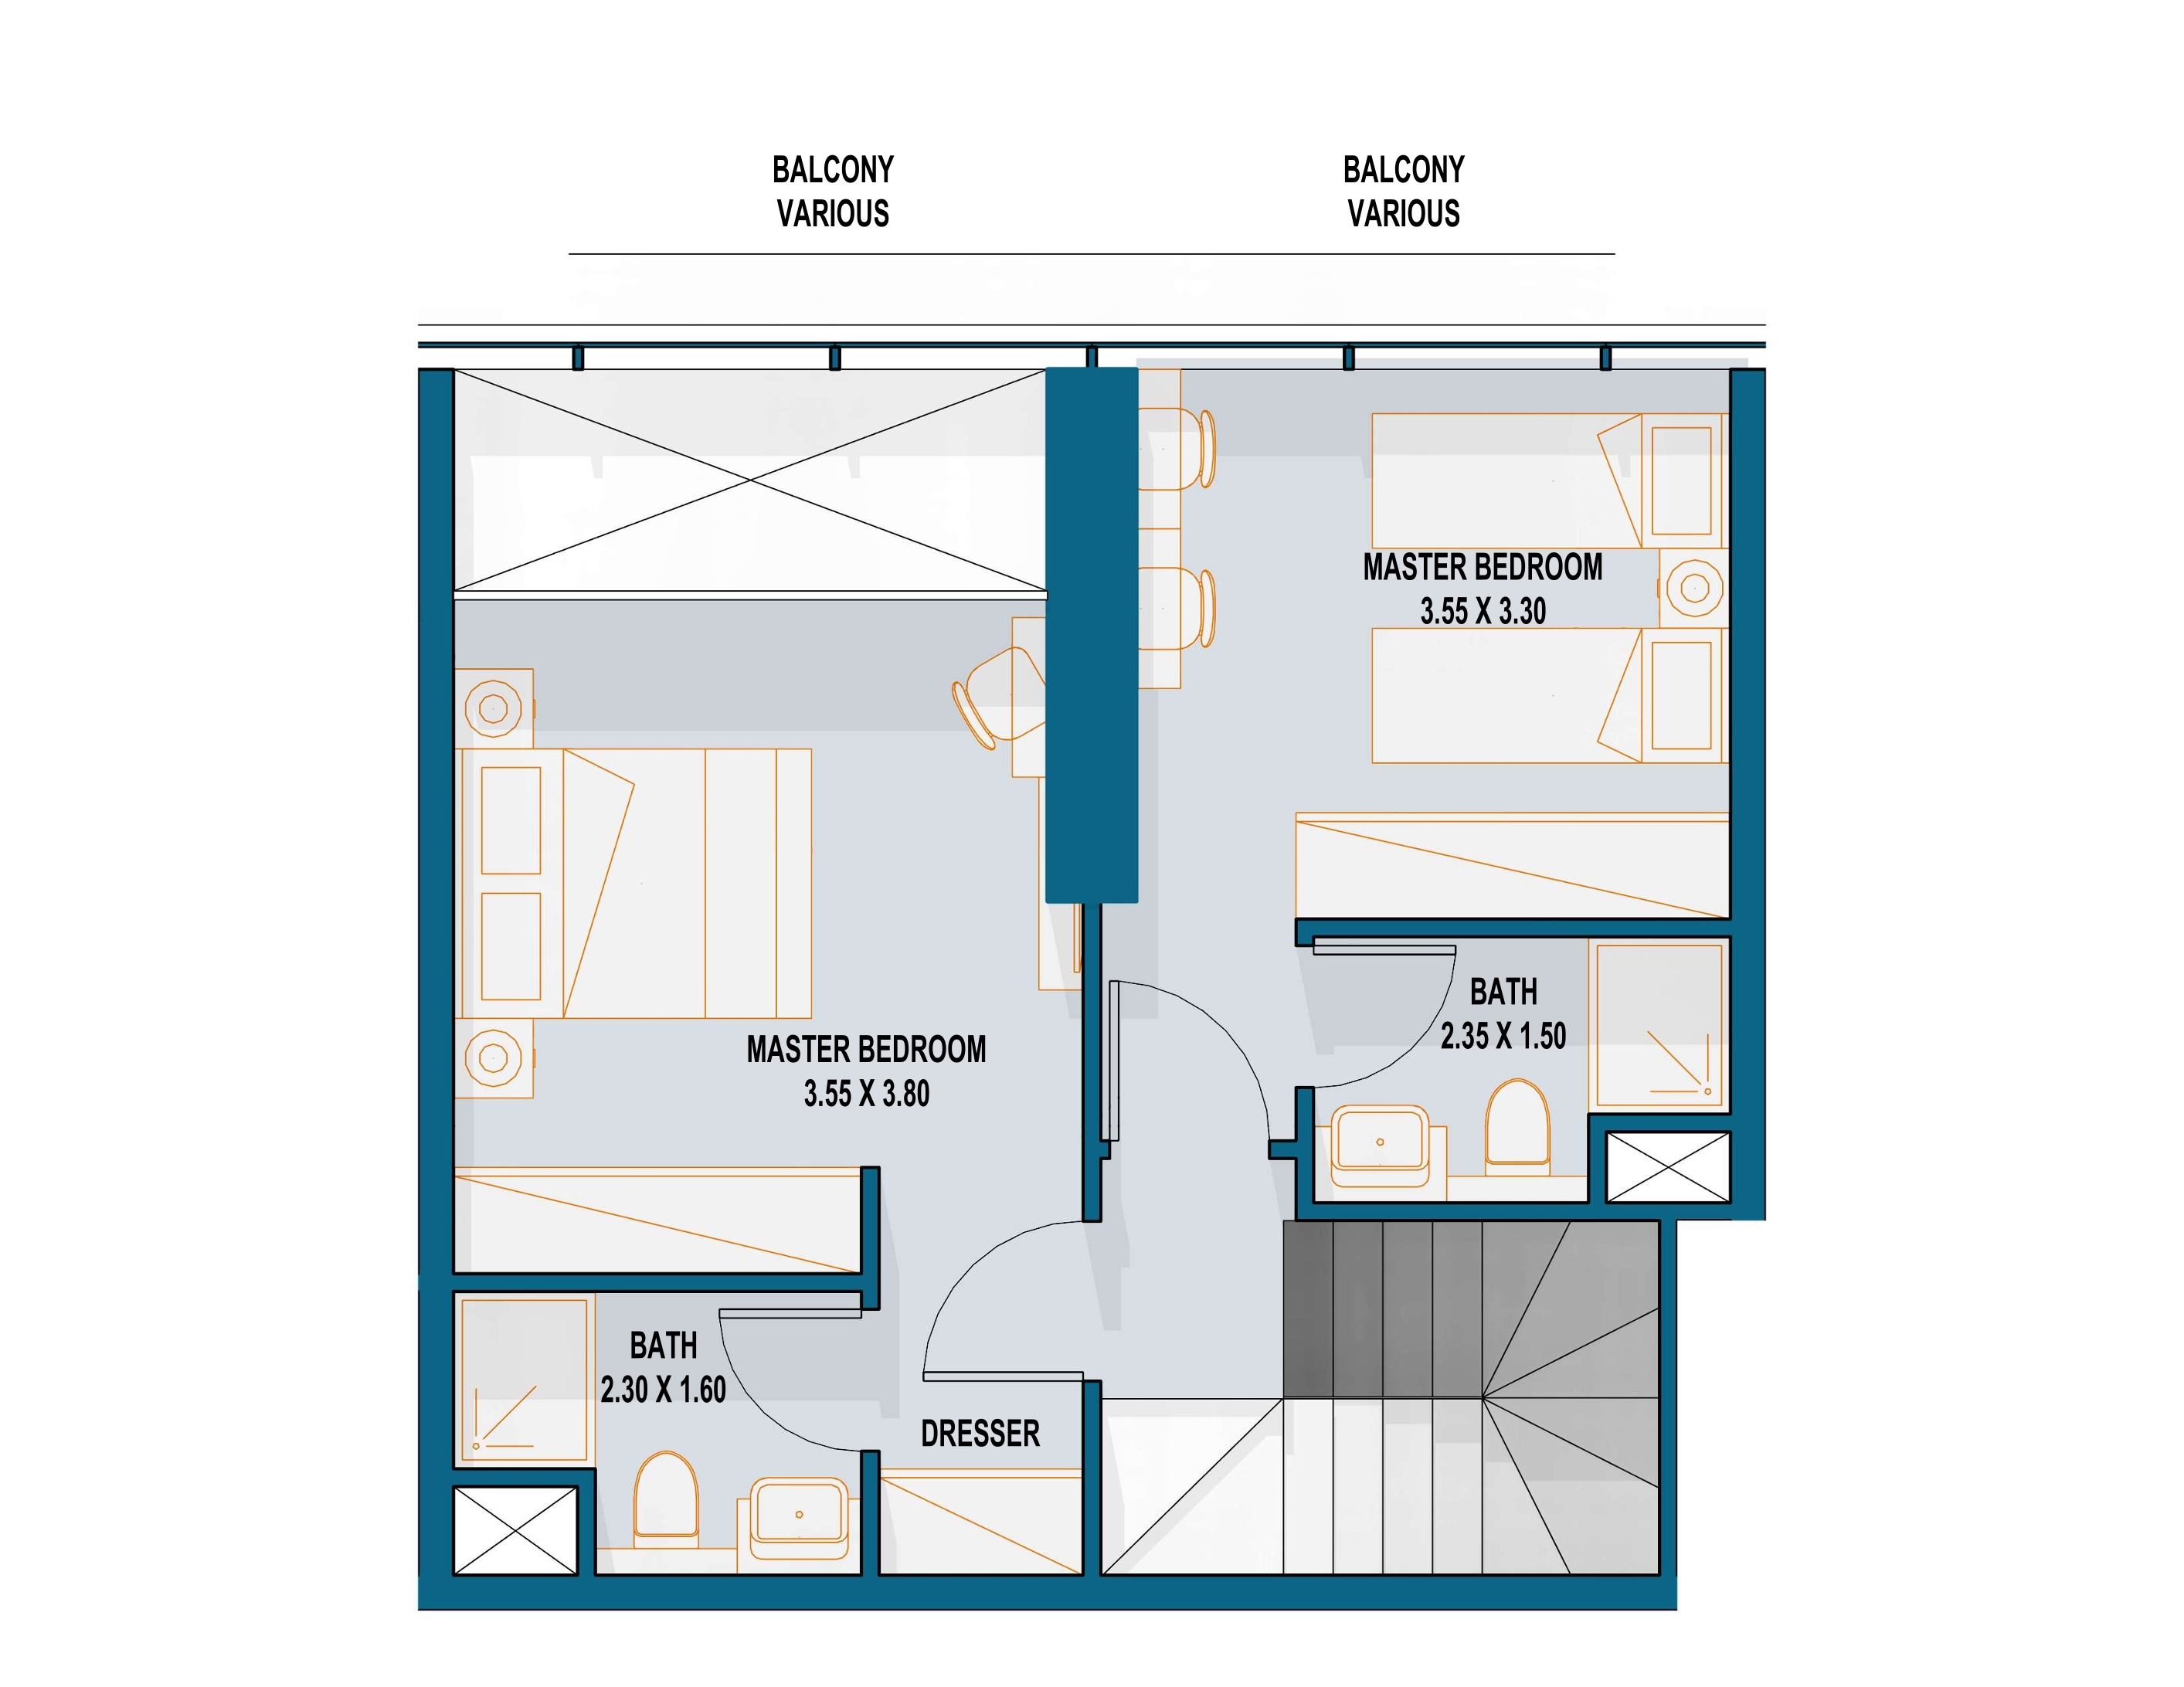 BALCONY
VARIOUS
BALCONY
VARIOUS
MASTER BEDROOM
3.55 X 3.30
BATH
2.35 X 1.50
MASTER BEDROOM
3.55 X 3.80
BATH
2.30 X 1.60
DRESSER